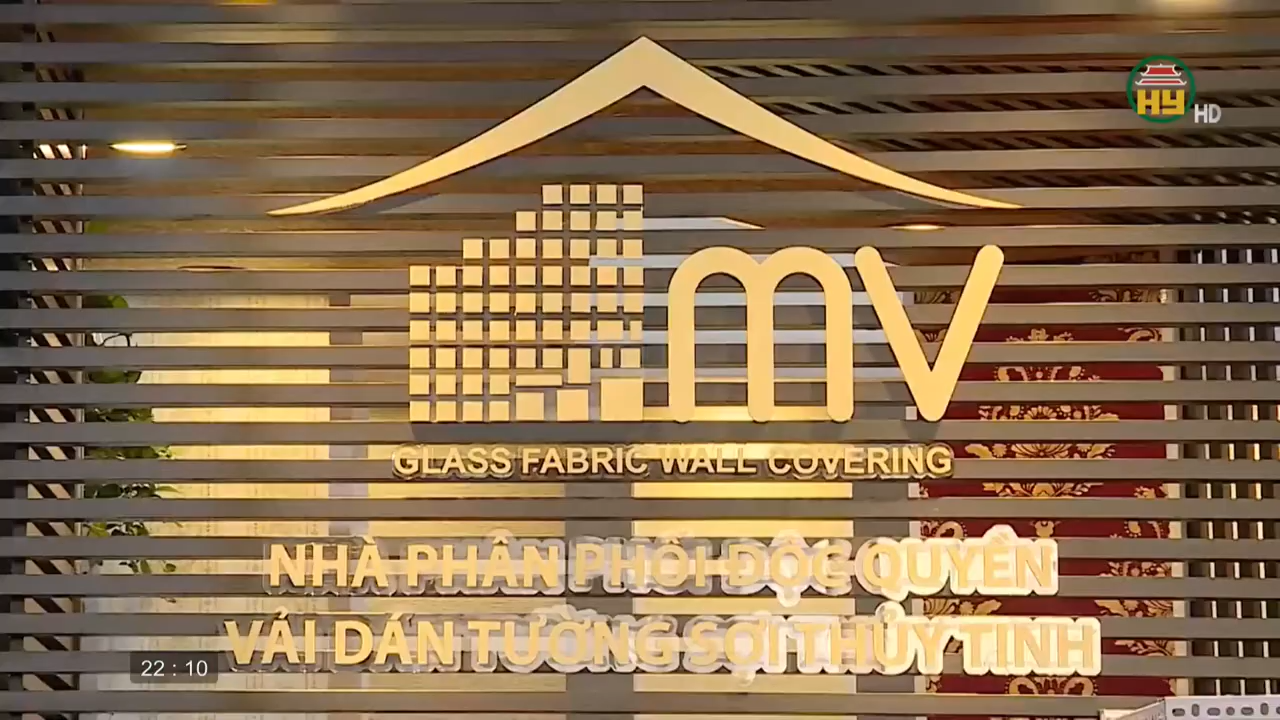 HY HD
mv
GLASS FABRIC WALL COVERING
NHÀ PHÂN PHỐI ĐỘC QUYỀN
VẢI DÁN TƯỜNG SỢI THỦY TINH
22 : 10